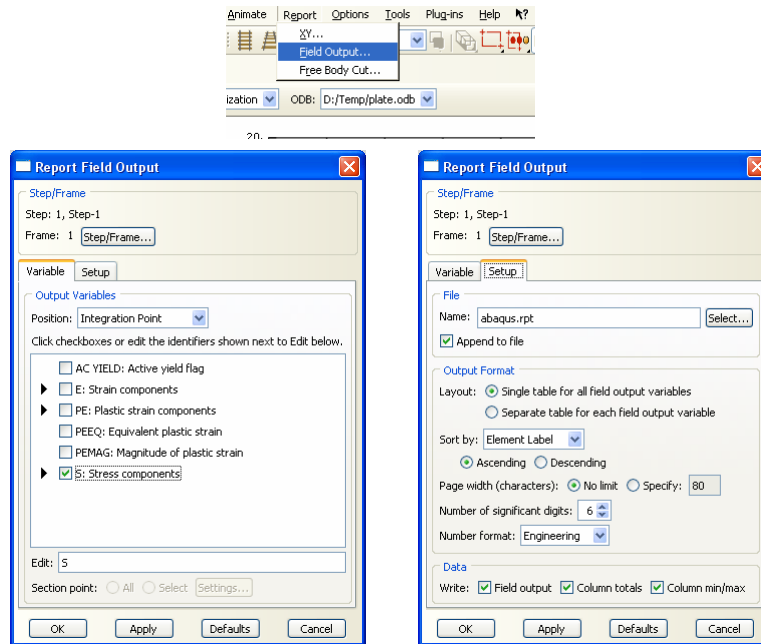 Animate Report Options Tools Plug-ins Help
XY...
Field Output...
Free Body Cut...
ization ODB: D:/Temp/plate.odb
20.
Report Field Output
Step/Frame
Step: 1, Step-1
Frame: 1 Step/Frame...
Variable Setup
Output Variables
Position: Integration Point
Click checkboxes or edit the identifiers shown next to Edit below.
AC YIELD: Active yield flag
E: Strain components
PE: Plastic strain components
PEEQ: Equivalent plastic strain
PEMAG: Magnitude of plastic strain
S: Stress components
Edit: S
Section point: All Select Settings...
OK Apply Defaults Cancel
Report Field Output
Step/Frame
Step: 1, Step-1
Frame: 1 Step/Frame...
Variable Setup
File
Name: abaqus.rpt Select...
Append to file
Output Format
Layout: Single table for all field output variables
Separate table for each field output variable
Sort by: Element Label
Ascending Descending
Page width (characters): No limit Specify: 80
Number of significant digits: 6
Number format: Engineering
Data
Write: Field output Column totals Column min/max
OK Apply Defaults Cancel